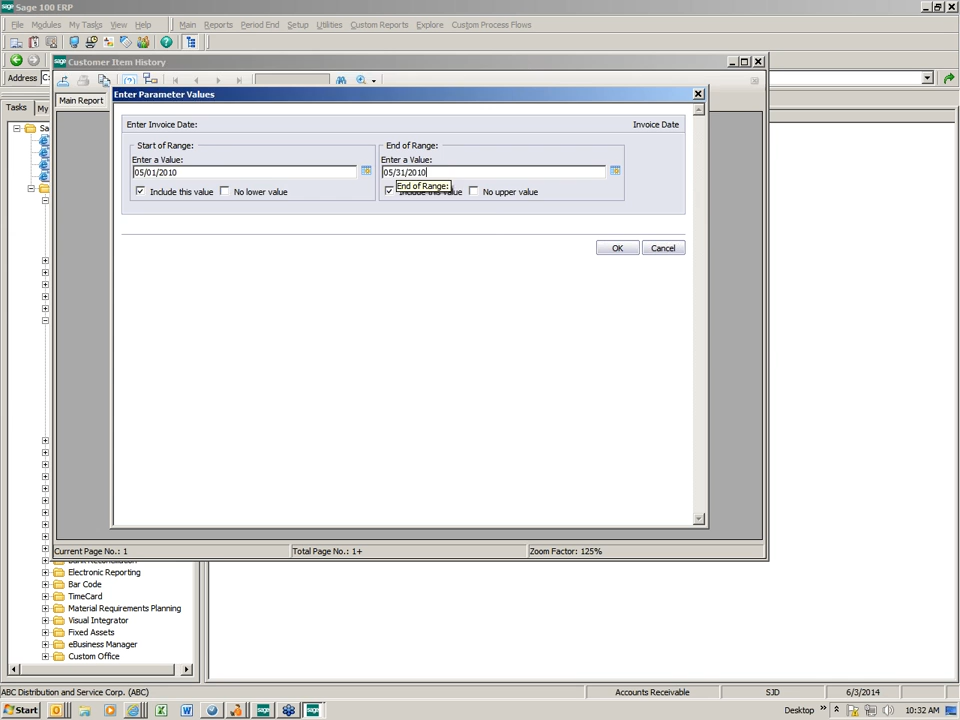 Sage 100 ERP
File Modules My Tasks View Help Main Reports Period End Setup Utilities Custom Reports Explore Custom Process Flows
Address C:
Customer Item History
Main Report
Enter Parameter Values
Enter Invoice Date: Invoice Date
Start of Range: End of Range:
Enter a Value: Enter a Value:
05/01/2010 05/31/2010
End of Range:
Include this value No lower value Include this value No upper value
OK Cancel
Tasks My
Sa
Current Page No.: 1 Total Page No.: 1+ Zoom Factor: 125%
Bank Reconciliation
Electronic Reporting
Bar Code
TimeCard
Material Requirements Planning
Visual Integrator
Fixed Assets
eBusiness Manager
Custom Office
ABC Distribution and Service Corp. (ABC) Accounts Receivable SJD 6/3/2014
Start Desktop 10:32 AM